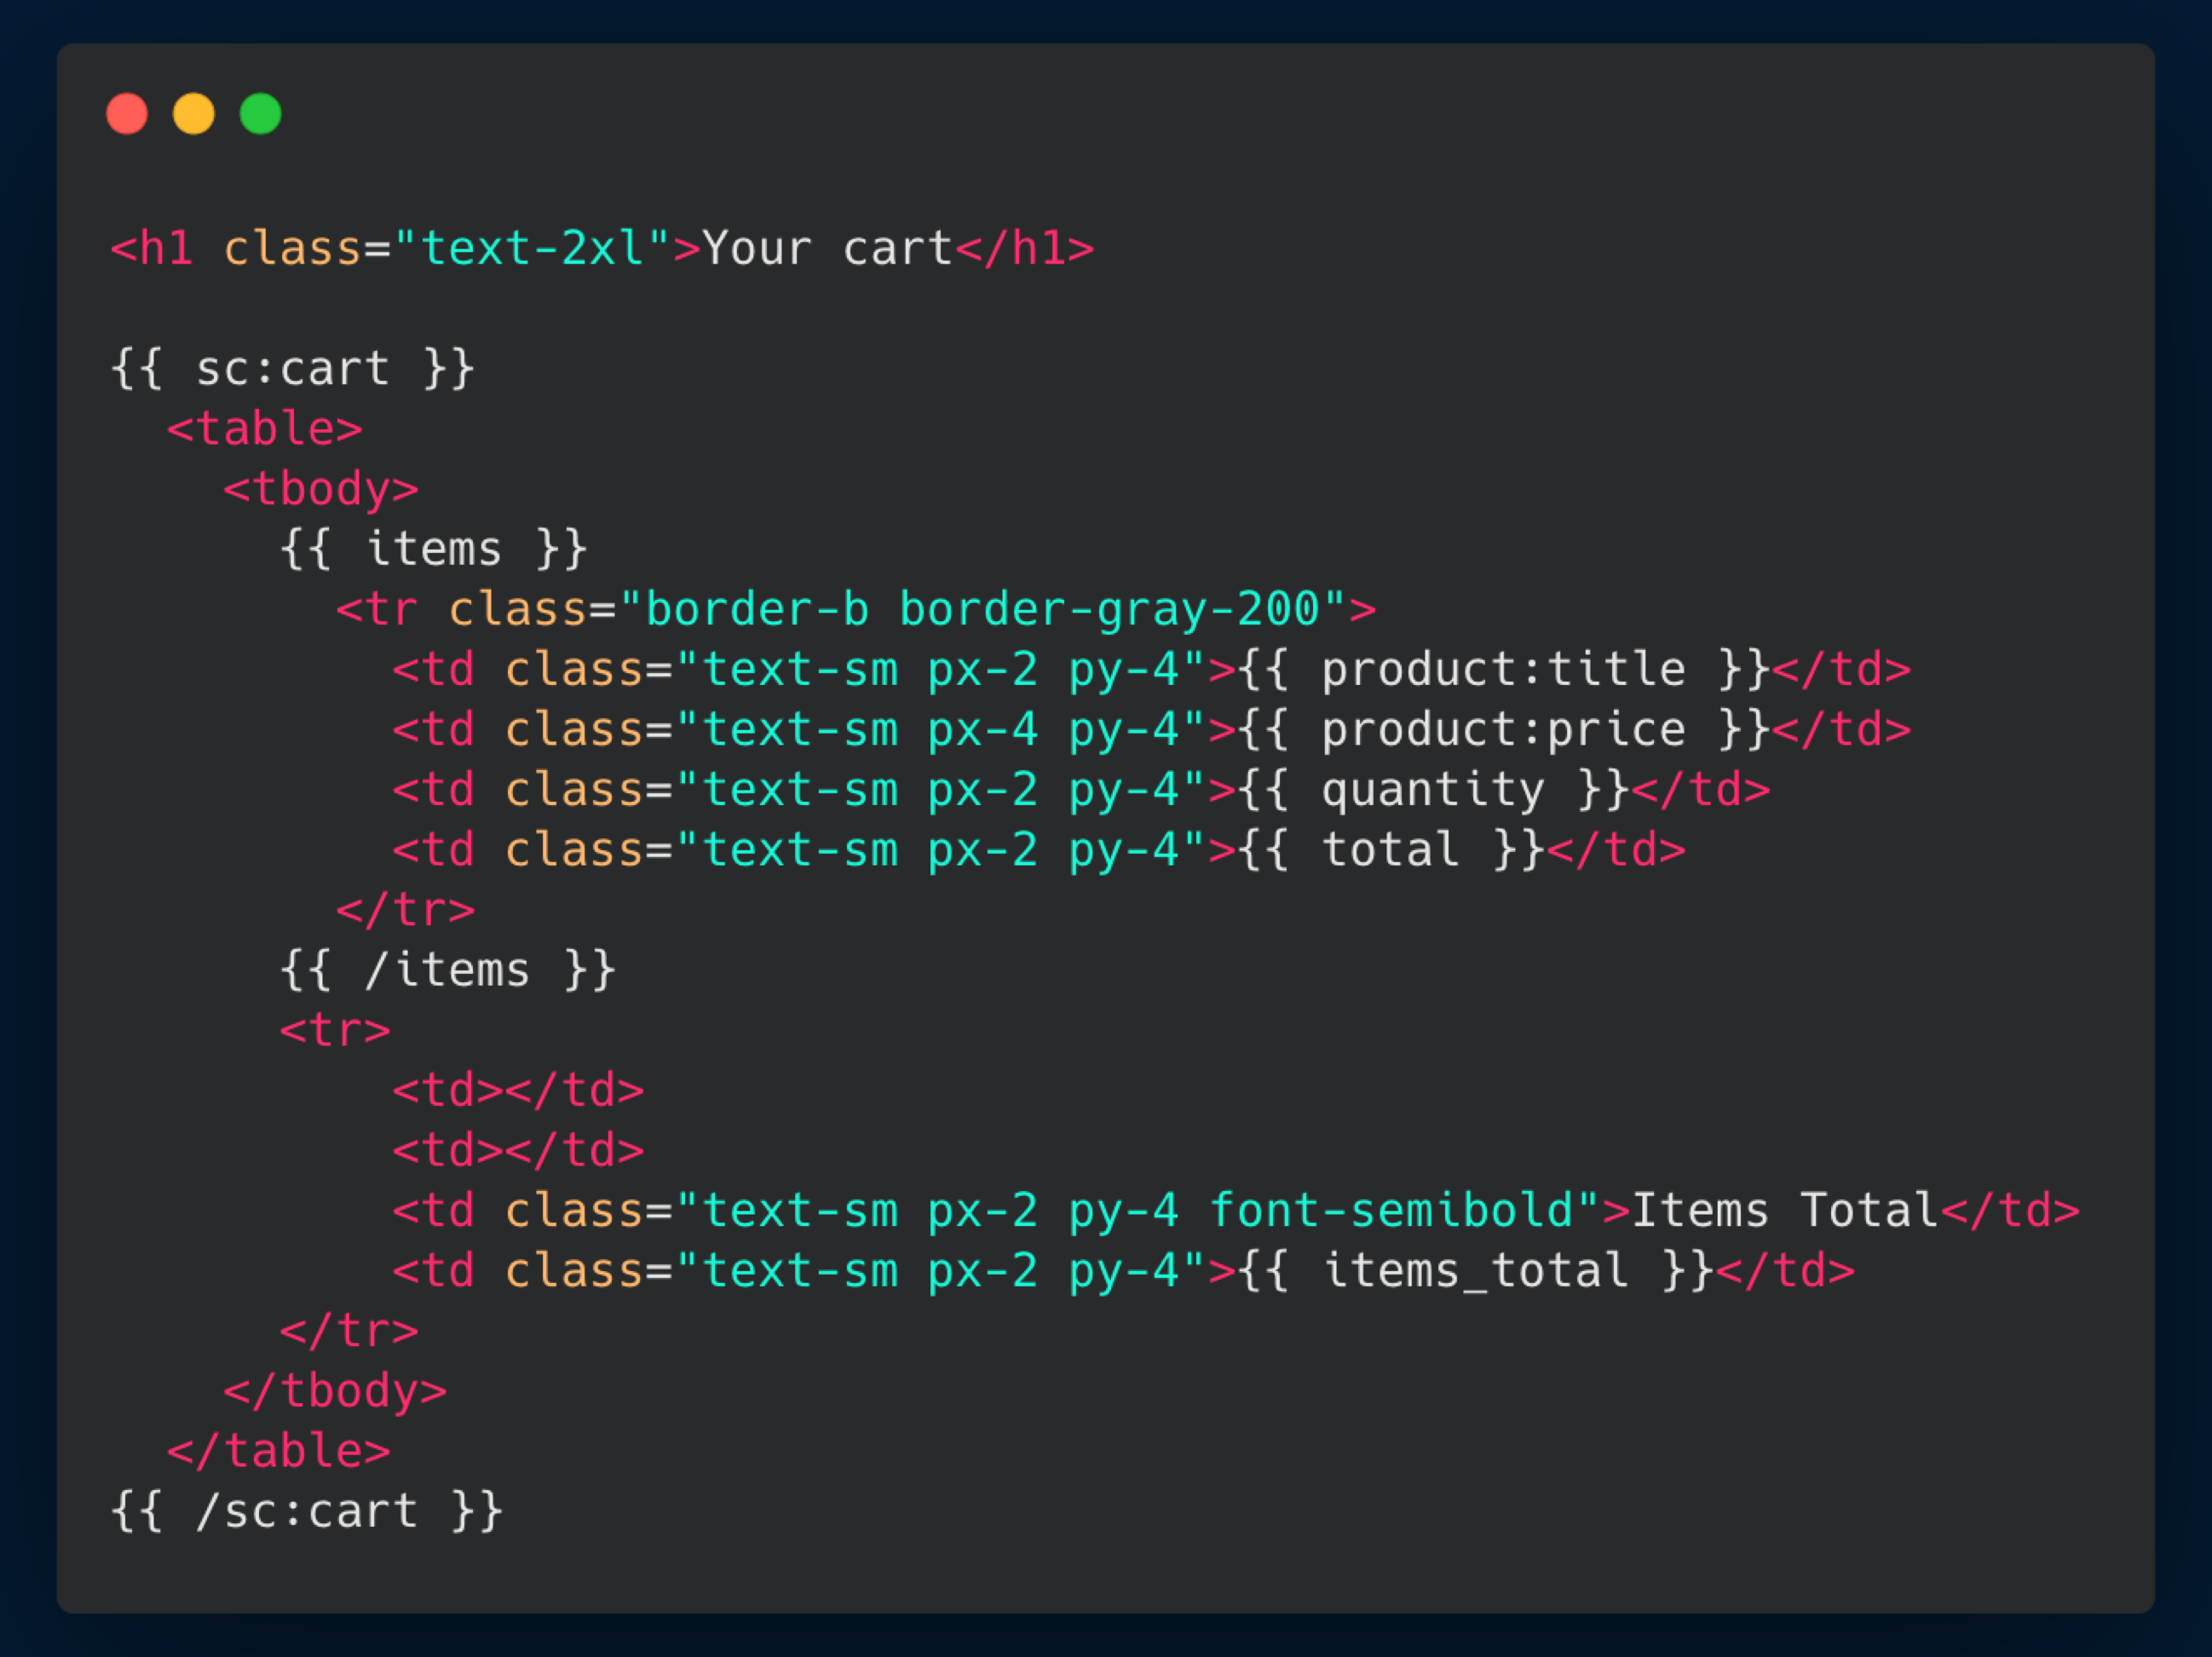 <h1 class="text-2xl">Your cart</h1>

{{ sc:cart }}
  <table>
    <tbody>
      {{ items }}
        <tr class="border-b border-gray-200">
          <td class="text-sm px-2 py-4">{{ product:title }}</td>
          <td class="text-sm px-4 py-4">{{ product:price }}</td>
          <td class="text-sm px-2 py-4">{{ quantity }}</td>
          <td class="text-sm px-2 py-4">{{ total }}</td>
        </tr>
      {{ /items }}
      <tr>
          <td></td>
          <td></td>
          <td class="text-sm px-2 py-4 font-semibold">Items Total</td>
          <td class="text-sm px-2 py-4">{{ items_total }}</td>
      </tr>
    </tbody>
  </table>
{{ /sc:cart }}